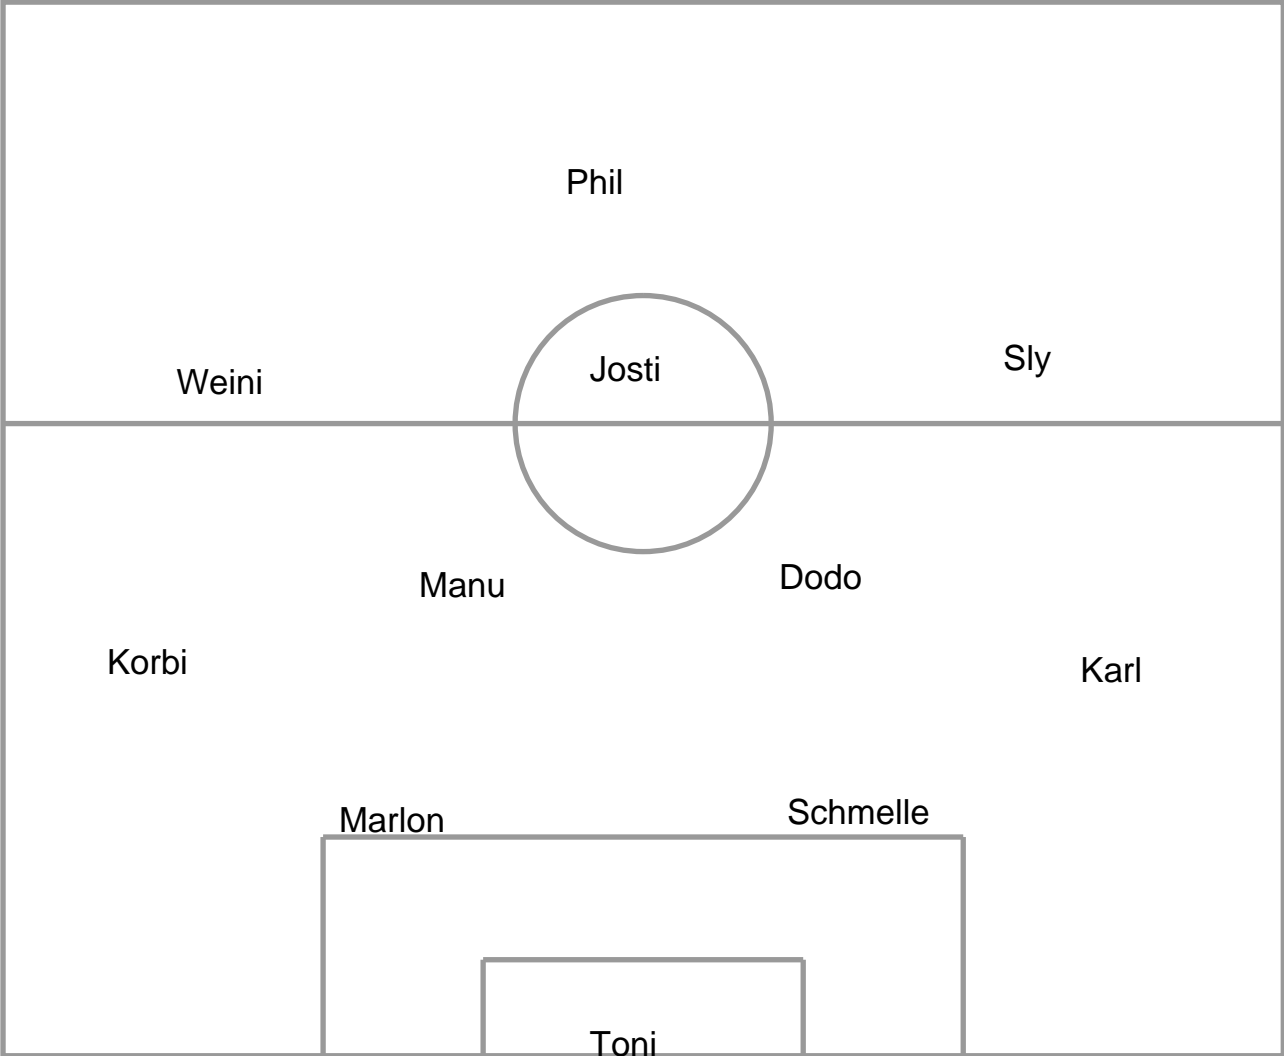 Phil
Weini
Josti
Sly
Manu
Dodo
Korbi
Karl
Marlon
Schmelle
Toni